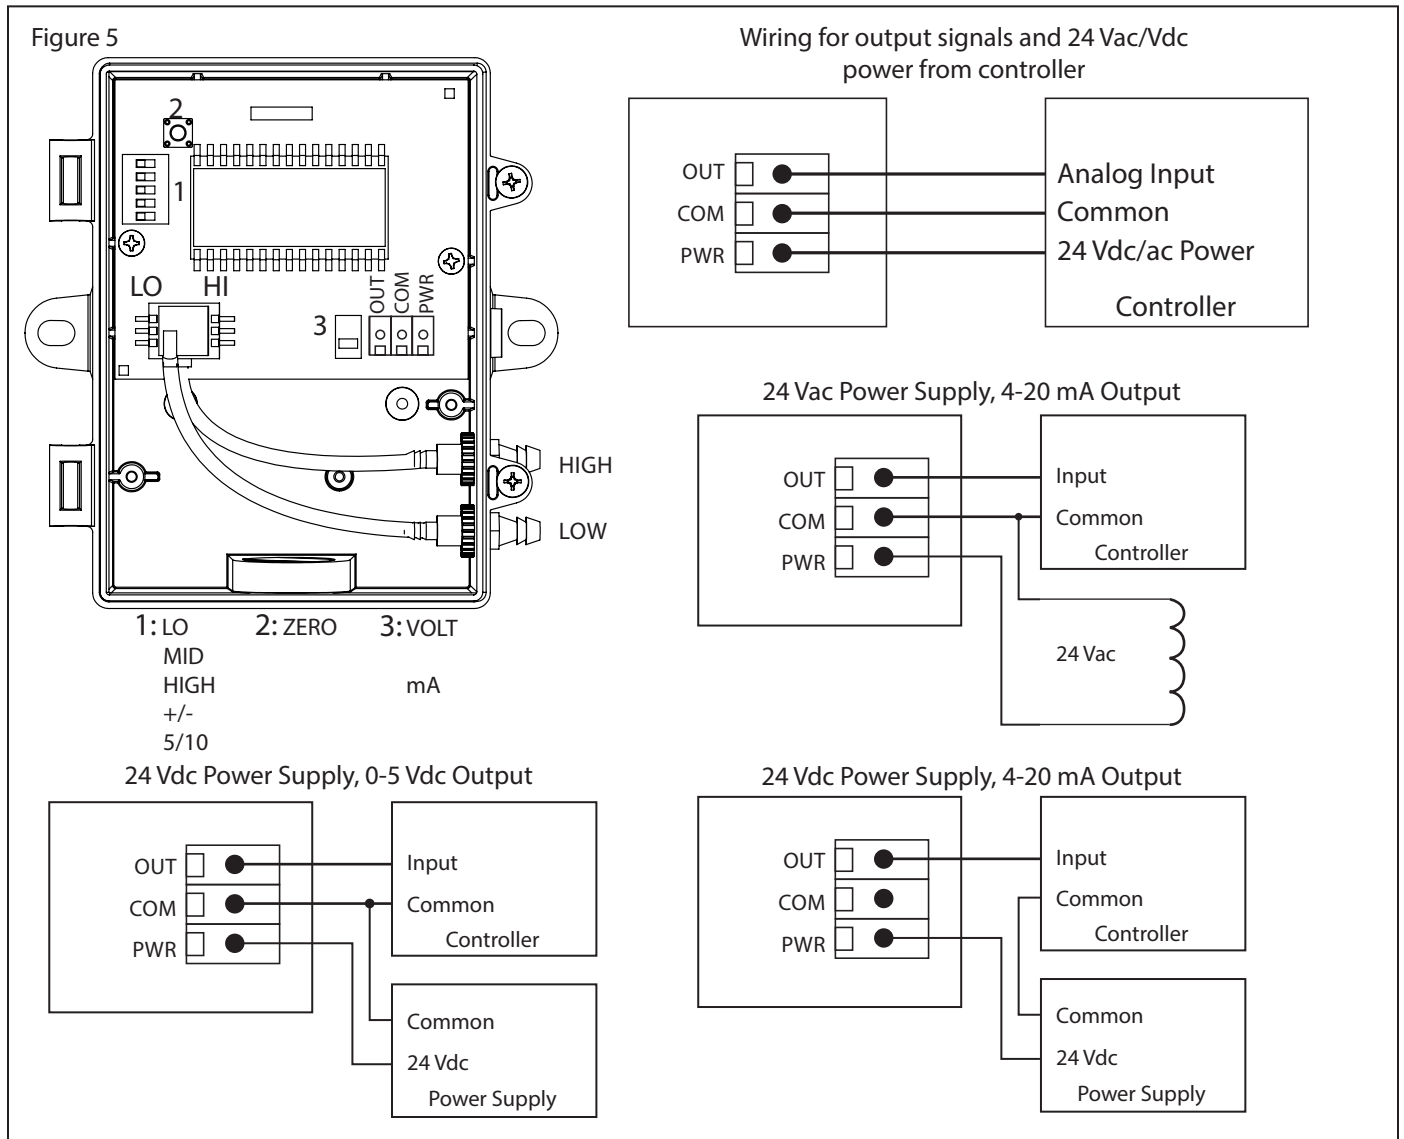 Figure 5
2
1
LO HI
3
OUT
COM
PWR
HIGH
LOW
1: LO
MID
HIGH
+/-
5/10
2: ZERO
3: VOLT
mA
Wiring for output signals and 24 Vac/Vdc
power from controller
OUT
COM
PWR
Analog Input
Common
24 Vdc/ac Power
Controller
24 Vac Power Supply, 4-20 mA Output
OUT
COM
PWR
Input
Common
Controller
24 Vac
24 Vdc Power Supply, 0-5 Vdc Output
OUT
COM
PWR
Input
Common
Controller
Common
24 Vdc
Power Supply
24 Vdc Power Supply, 4-20 mA Output
OUT
COM
PWR
Input
Common
Controller
Common
24 Vdc
Power Supply